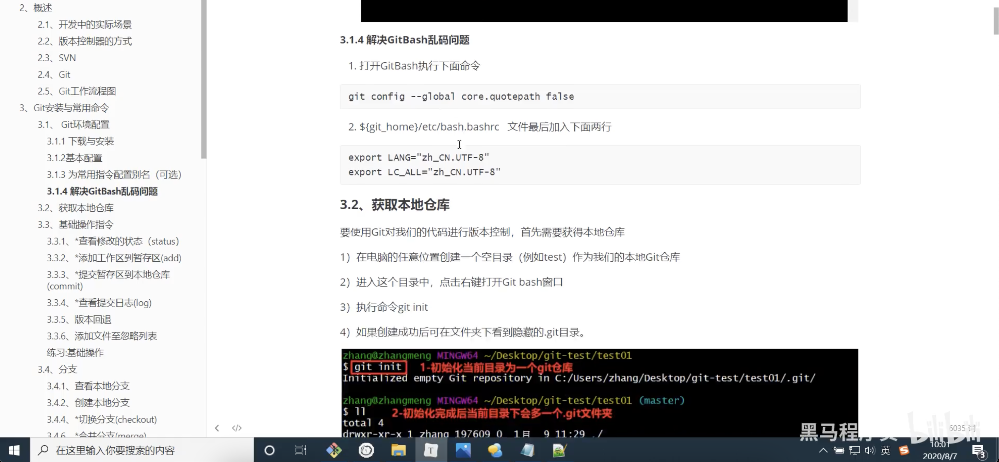 2、概述
2.1、开发中的实际场景
2.2、版本控制器的方式
2.3、SVN
2.4、Git
2.5、Git工作流程图
3、Git安装与常用命令
3.1、 Git环境配置
3.1.1 下载与安装
3.1.2基本配置
3.1.3 为常用指令配置别名（可选）
3.1.4 解决GitBash乱码问题
3.2、获取本地仓库
3.3、基础操作指令
3.3.1、*查看修改的状态（status）
3.3.2、*添加工作区到暂存区(add)
3.3.3、*提交暂存区到本地仓库
(commit)
3.3.4、*查看提交日志(log)
3.3.5、版本回退
3.3.6、添加文件至忽略列表
练习:基础操作
3.4、分支
3.4.1、查看本地分支
3.4.2、创建本地分支
3.4.4、*切换分支(checkout)
3.4.6、*合并分支(merge)
3.1.4 解决GitBash乱码问题
1. 打开GitBash执行下面命令
git config --global core.quotepath false
2. ${git_home}/etc/bash.bashrc 文件最后加入下面两行
export LANG="zh_CN.UTF-8"
export LC_ALL="zh_CN.UTF-8"
3.2、获取本地仓库
要使用Git对我们的代码进行版本控制，首先需要获得本地仓库
1）在电脑的任意位置创建一个空目录（例如test）作为我们的本地Git仓库
2）进入这个目录中，点击右键打开Git bash窗口
3）执行命令git init
4）如果创建成功后可在文件夹下看到隐藏的.git目录。
zhang@zhangmeng MINGW64 ~/Desktop/git-test/test01
$ git init 1-初始化当前目录为一个git仓库
Initialized empty Git repository in C:/Users/zhang/Desktop/git-test/test01/.git/
zhang@zhangmeng MINGW64 ~/Desktop/git-test/test01 (master)
$ ll 2-初始化完成后当前目录下会多一个.git文件夹
total 4
drwxr-xr-x 1 zhang 197609 0 1月 9 11:29 ./
黑马程序员 bilibili
6035 词
在这里输入你要搜索的内容
英
10:01
2020/8/7
3